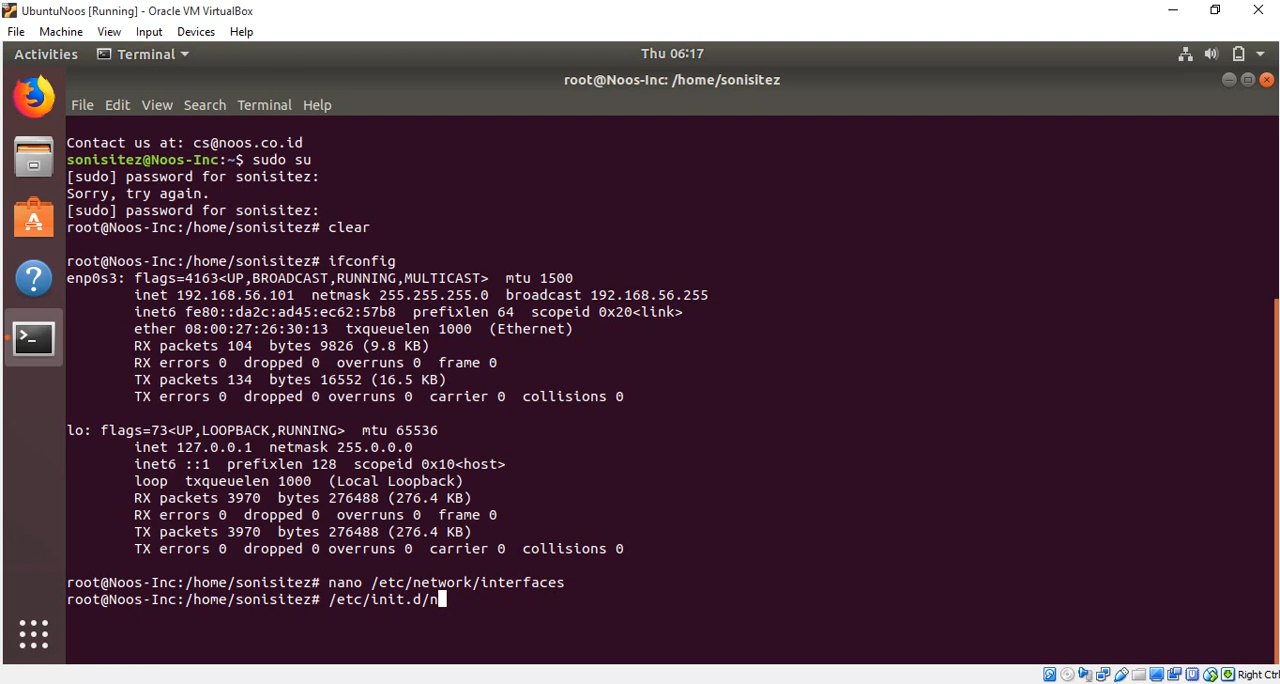 UbuntuNoos [Running] - Oracle VM VirtualBox
File Machine View Input Devices Help
Activities Terminal Thu 06:17
root@Noos-Inc: /home/sonisitez
File Edit View Search Terminal Help
Contact us at: cs@noos.co.id
sonisitez@Noos-Inc:~$ sudo su
[sudo] password for sonisitez:
Sorry, try again.
[sudo] password for sonisitez:
root@Noos-Inc:/home/sonisitez# clear
root@Noos-Inc:/home/sonisitez# ifconfig
enp0s3: flags=4163<UP,BROADCAST,RUNNING,MULTICAST>  mtu 1500
        inet 192.168.56.101  netmask 255.255.255.0  broadcast 192.168.56.255
        inet6 fe80::da2c:ad45:ec62:57b8  prefixlen 64  scopeid 0x20<link>
        ether 08:00:27:26:30:13  txqueuelen 1000  (Ethernet)
        RX packets 104  bytes 9826 (9.8 KB)
        RX errors 0  dropped 0  overruns 0  frame 0
        TX packets 134  bytes 16552 (16.5 KB)
        TX errors 0  dropped 0 overruns 0  carrier 0  collisions 0
lo: flags=73<UP,LOOPBACK,RUNNING>  mtu 65536
        inet 127.0.0.1  netmask 255.0.0.0
        inet6 ::1  prefixlen 128  scopeid 0x10<host>
        loop  txqueuelen 1000  (Local Loopback)
        RX packets 3970  bytes 276488 (276.4 KB)
        RX errors 0  dropped 0  overruns 0  frame 0
        TX packets 3970  bytes 276488 (276.4 KB)
        TX errors 0  dropped 0 overruns 0  carrier 0  collisions 0
root@Noos-Inc:/home/sonisitez# nano /etc/network/interfaces
root@Noos-Inc:/home/sonisitez# /etc/init.d/n
Right Ctrl